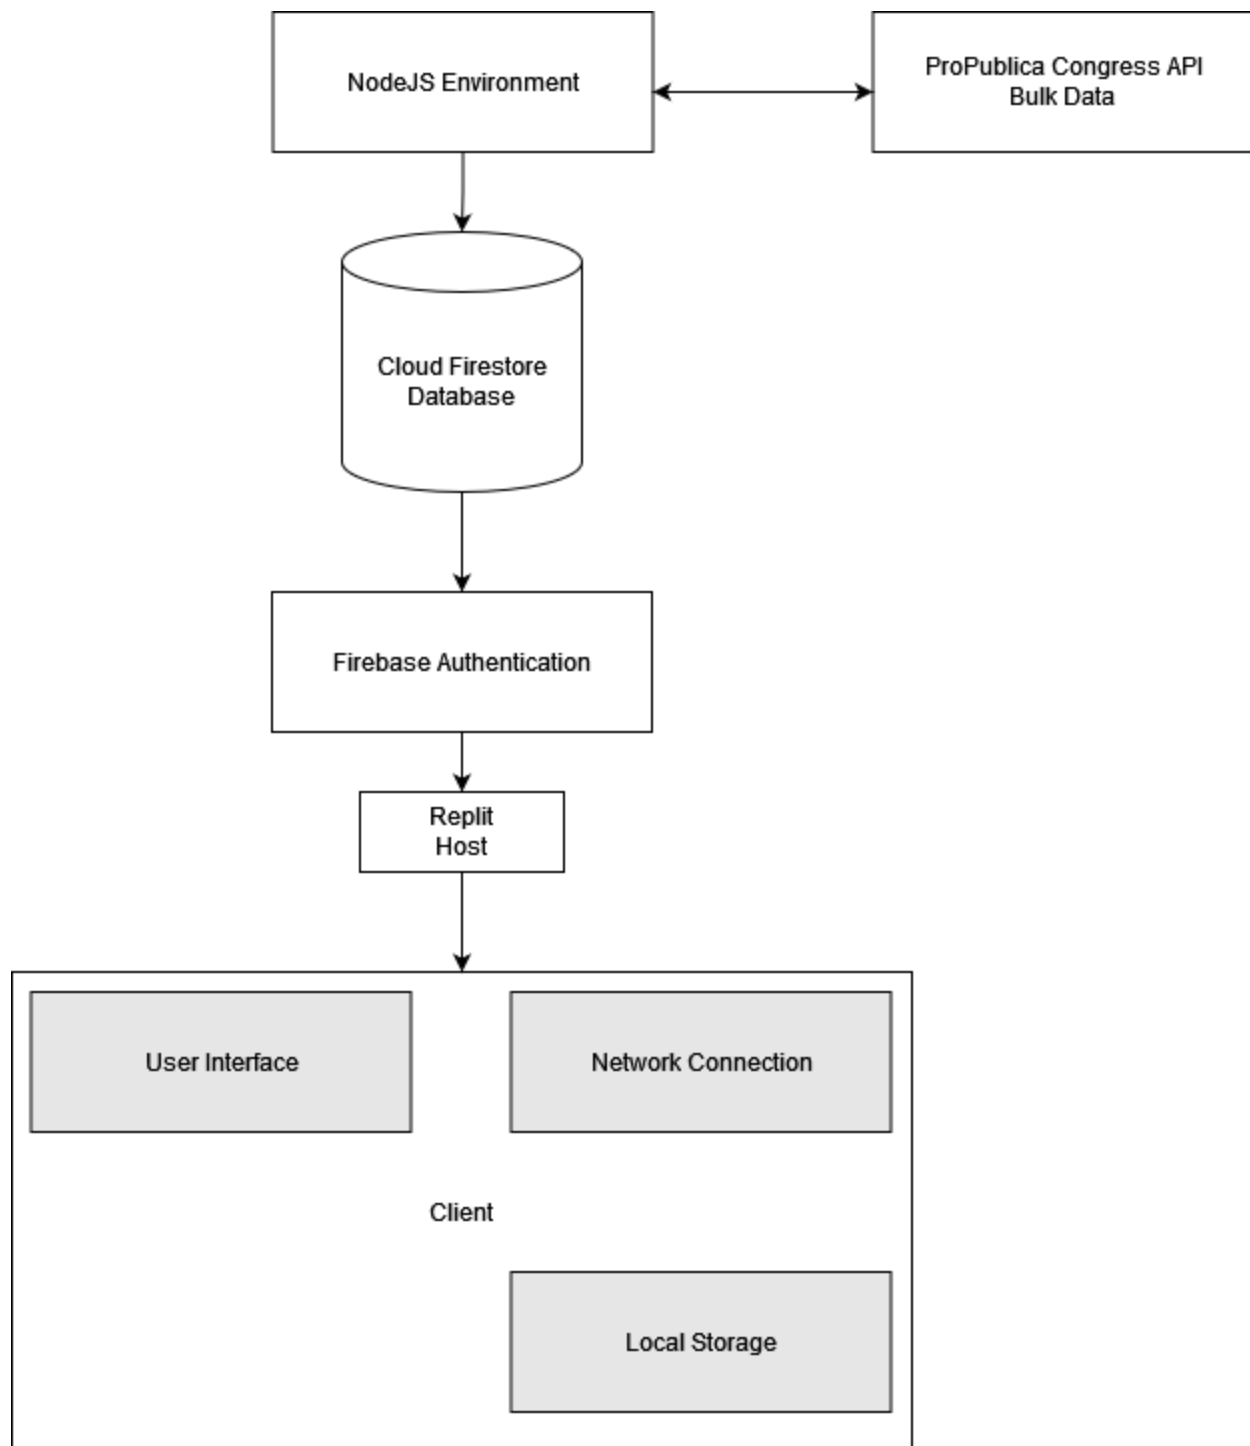 NodeJS Environment
ProPublica Congress API
Bulk Data
Cloud Firestore
Database
Firebase Authentication
Replit
Host
User Interface
Network Connection
Client
Local Storage